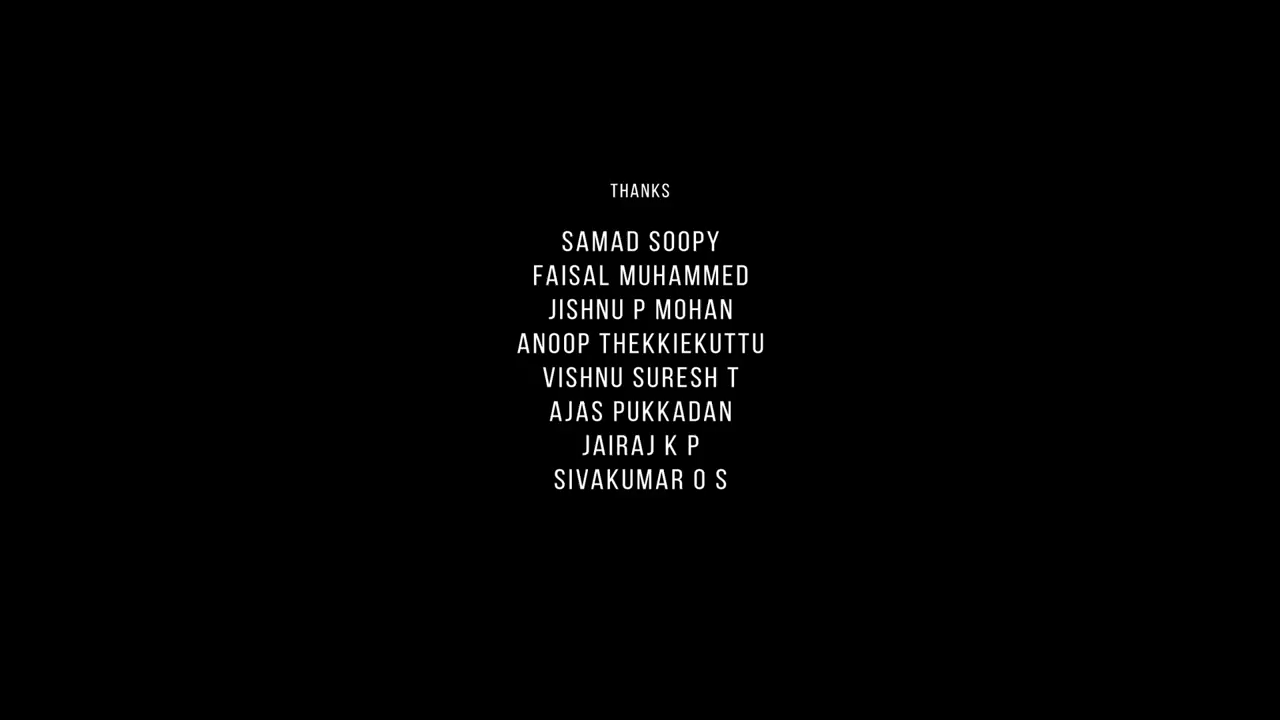 THANKS
SAMAD SOOPY
FAISAL MUHAMMED
JISHNU P MOHAN
ANOOP THEKKIEKUTTU
VISHNU SURESH T
AJAS PUKKADAN
JAIRAJ K P
SIVAKUMAR O S